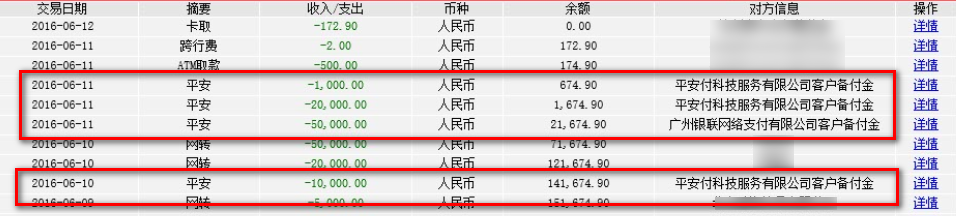 交易日期 摘要 收入/支出 币种 余额 对方信息 操作
2016-06-12 卡取 -172.90 人民币 0.00 详情
2016-06-11 跨行费 -2.00 人民币 172.90 详情
2016-06-11 ATM取款 -500.00 人民币 174.90 详情
2016-06-11 平安 -1,000.00 人民币 674.90 平安付科技服务有限公司客户备付金 详情
2016-06-11 平安 -20,000.00 人民币 1,674.90 平安付科技服务有限公司客户备付金 详情
2016-06-11 平安 -50,000.00 人民币 21,674.90 广州银联网络支付有限公司客户备付金 详情
2016-06-10 网转 -50,000.00 人民币 71,674.90 详情
2016-06-10 网转 -20,000.00 人民币 121,674.90 详情
2016-06-10 平安 -10,000.00 人民币 141,674.90 平安付科技服务有限公司客户备付金 详情
2016-06-09 网转 -5,000.00 人民币 151,674.90 详情